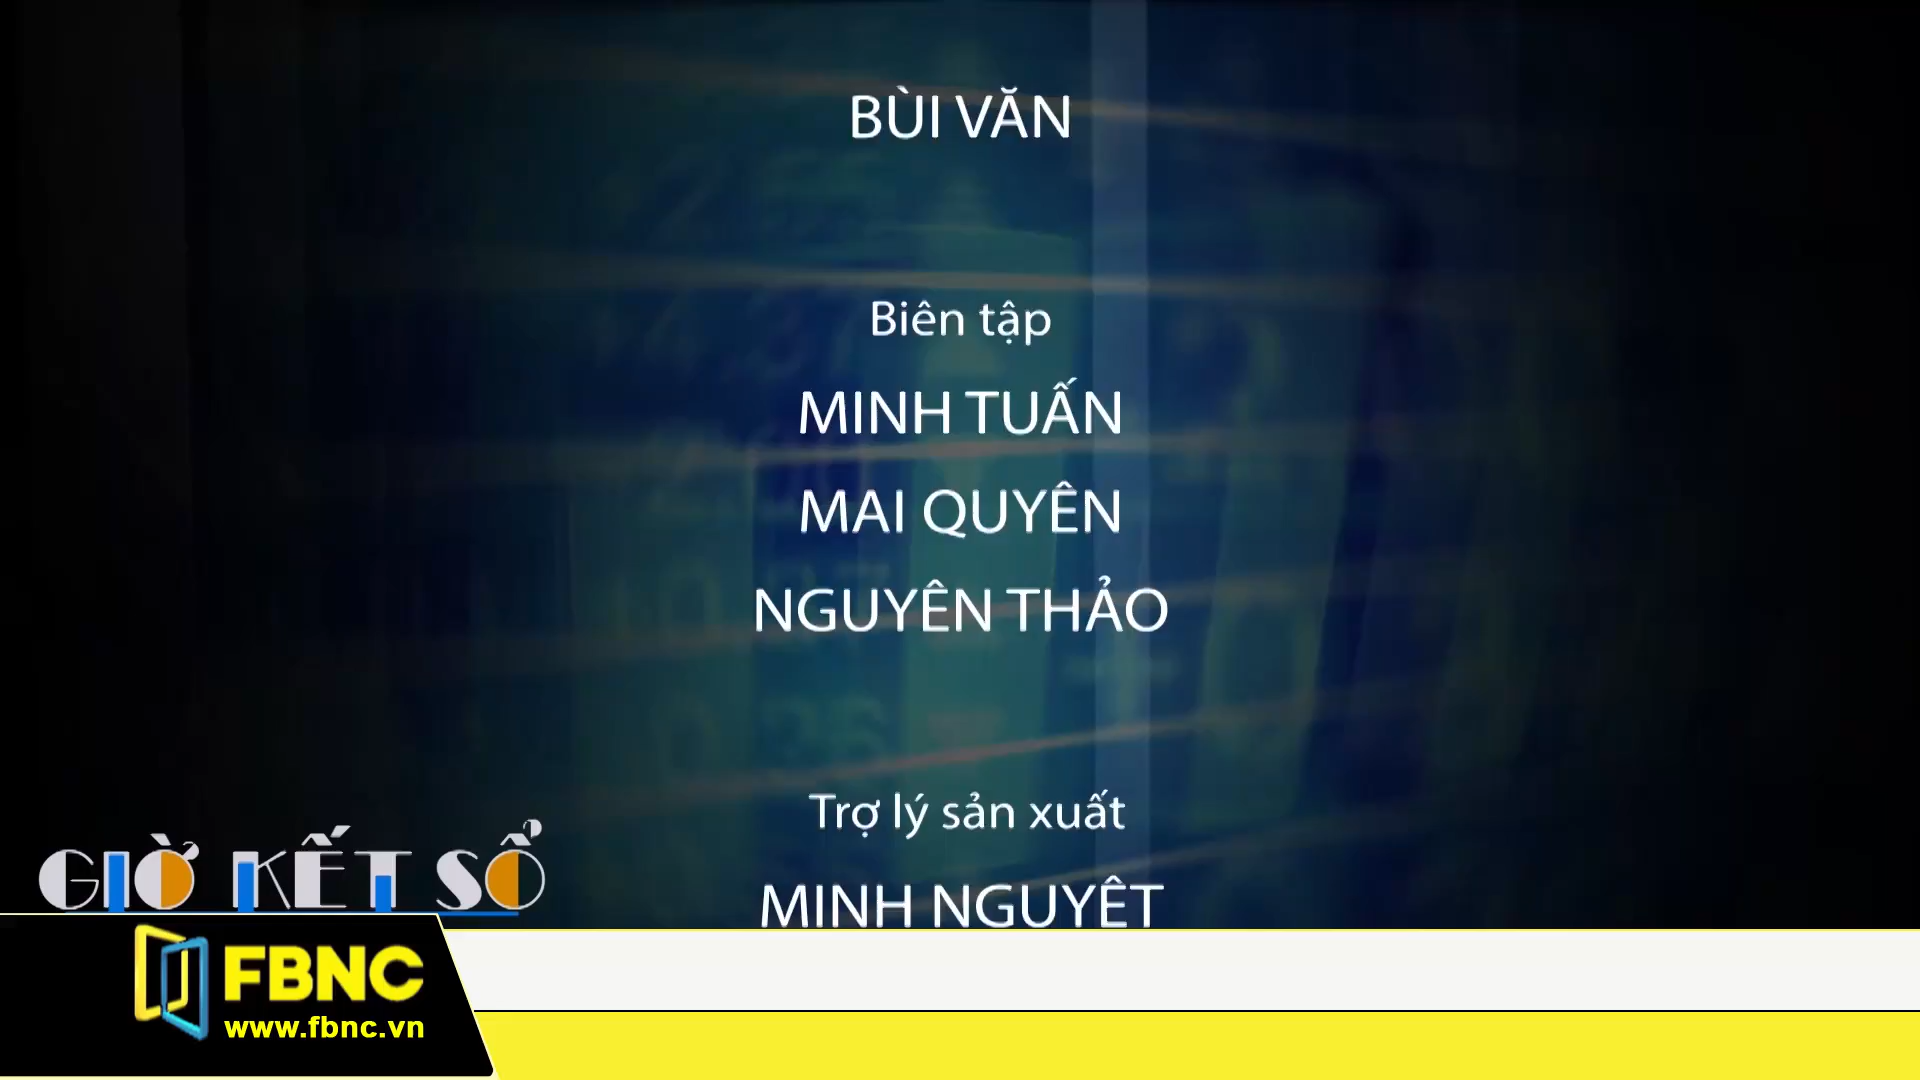 BÙI VĂN
Biên tập
MINH TUẤN
MAI QUYÊN
NGUYÊN THẢO
Trợ lý sản xuất
MINH NGUYÊT
GIỜ KẾT SỔ
FBNC
www.fbnc.vn